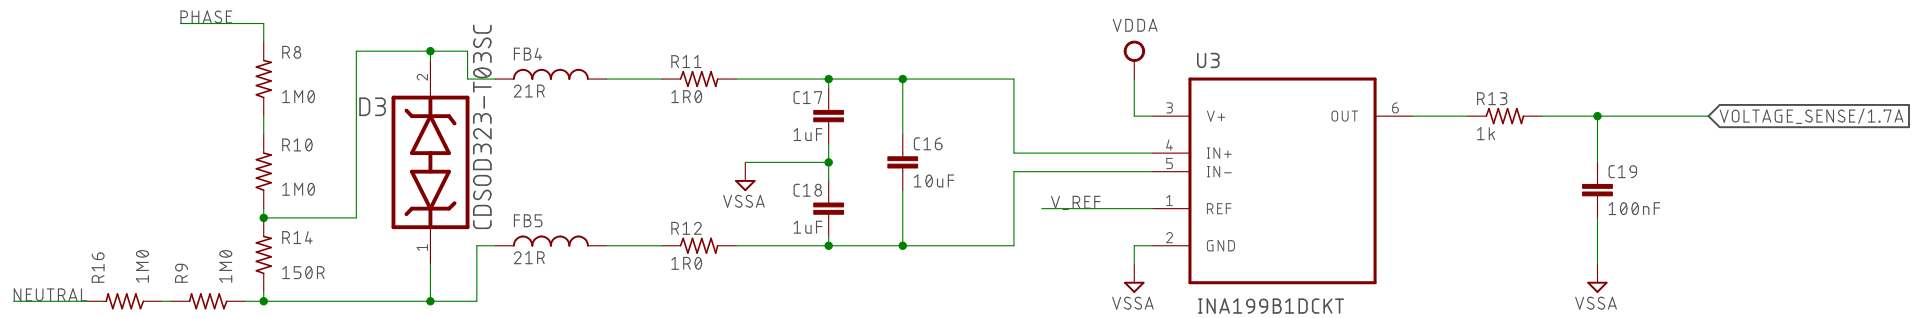 PHASE
R8
1M0
R10
1M0
R14
150R
NEUTRAL
R16
1M0
R9
1M0
D3
2
1
CDSOD323-T03SC
FB4
21R
R11
1R0
C17
1uF
C16
10uF
VSSA
C18
1uF
FB5
21R
R12
1R0
VDDA
U3
3
V+
4
IN+
5
IN-
V_REF
1
REF
2
GND
OUT
6
VSSA
INA199B1DCKT
R13
1k
VOLTAGE_SENSE/1.7A
C19
100nF
VSSA